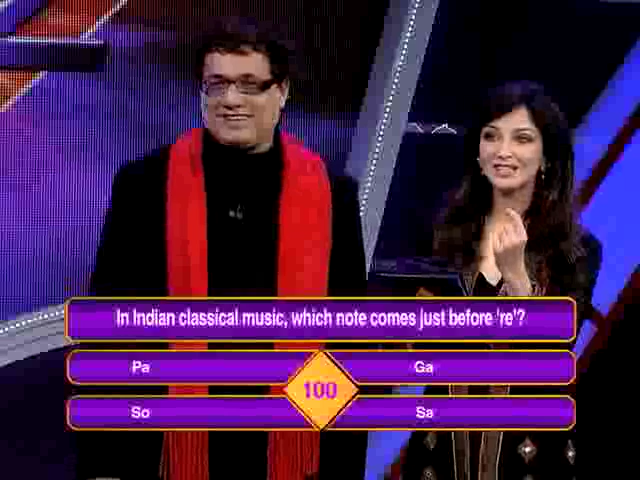 In Indian classical music, which note comes just before 're'?
Pa
Ga
100
So
Sa